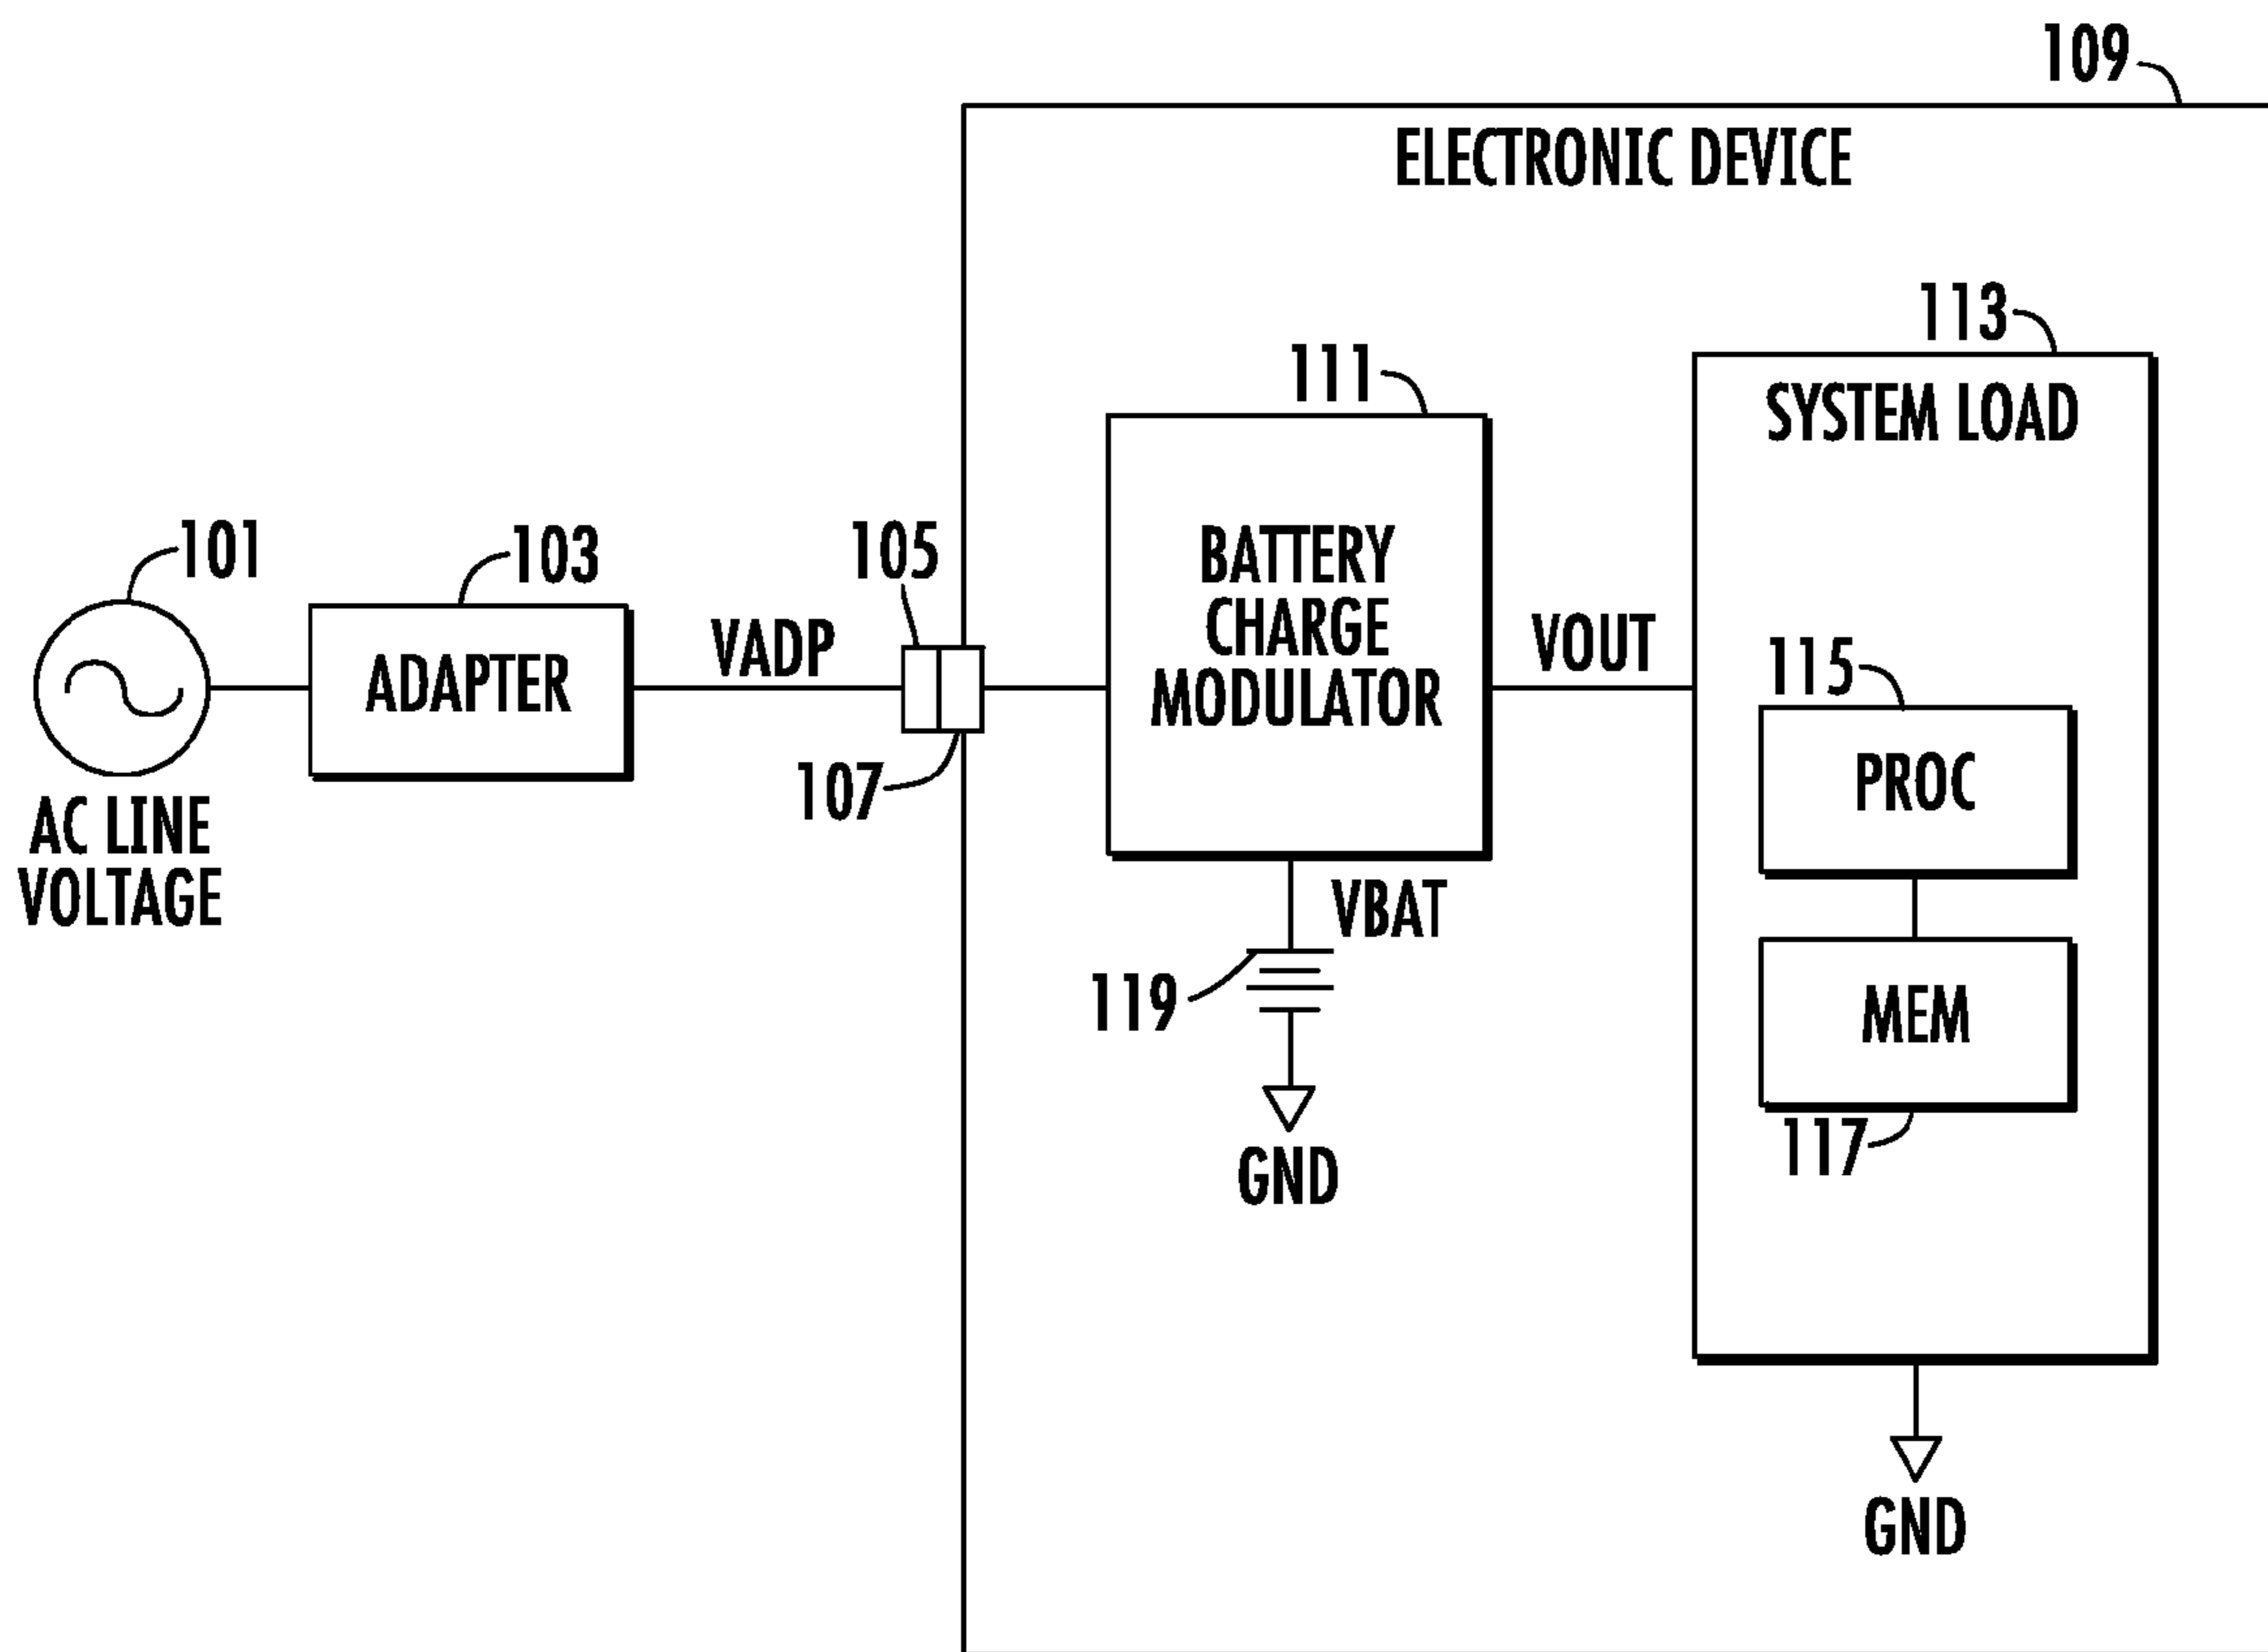 109
ELECTRONIC DEVICE
113
SYSTEM LOAD
111
BATTERY
CHARGE
MODULATOR
101
103
105
ADAPTER
VADP
VOUT
107
AC LINE
VOLTAGE
115
PROC
VBAT
119
MEM
117
GND
GND